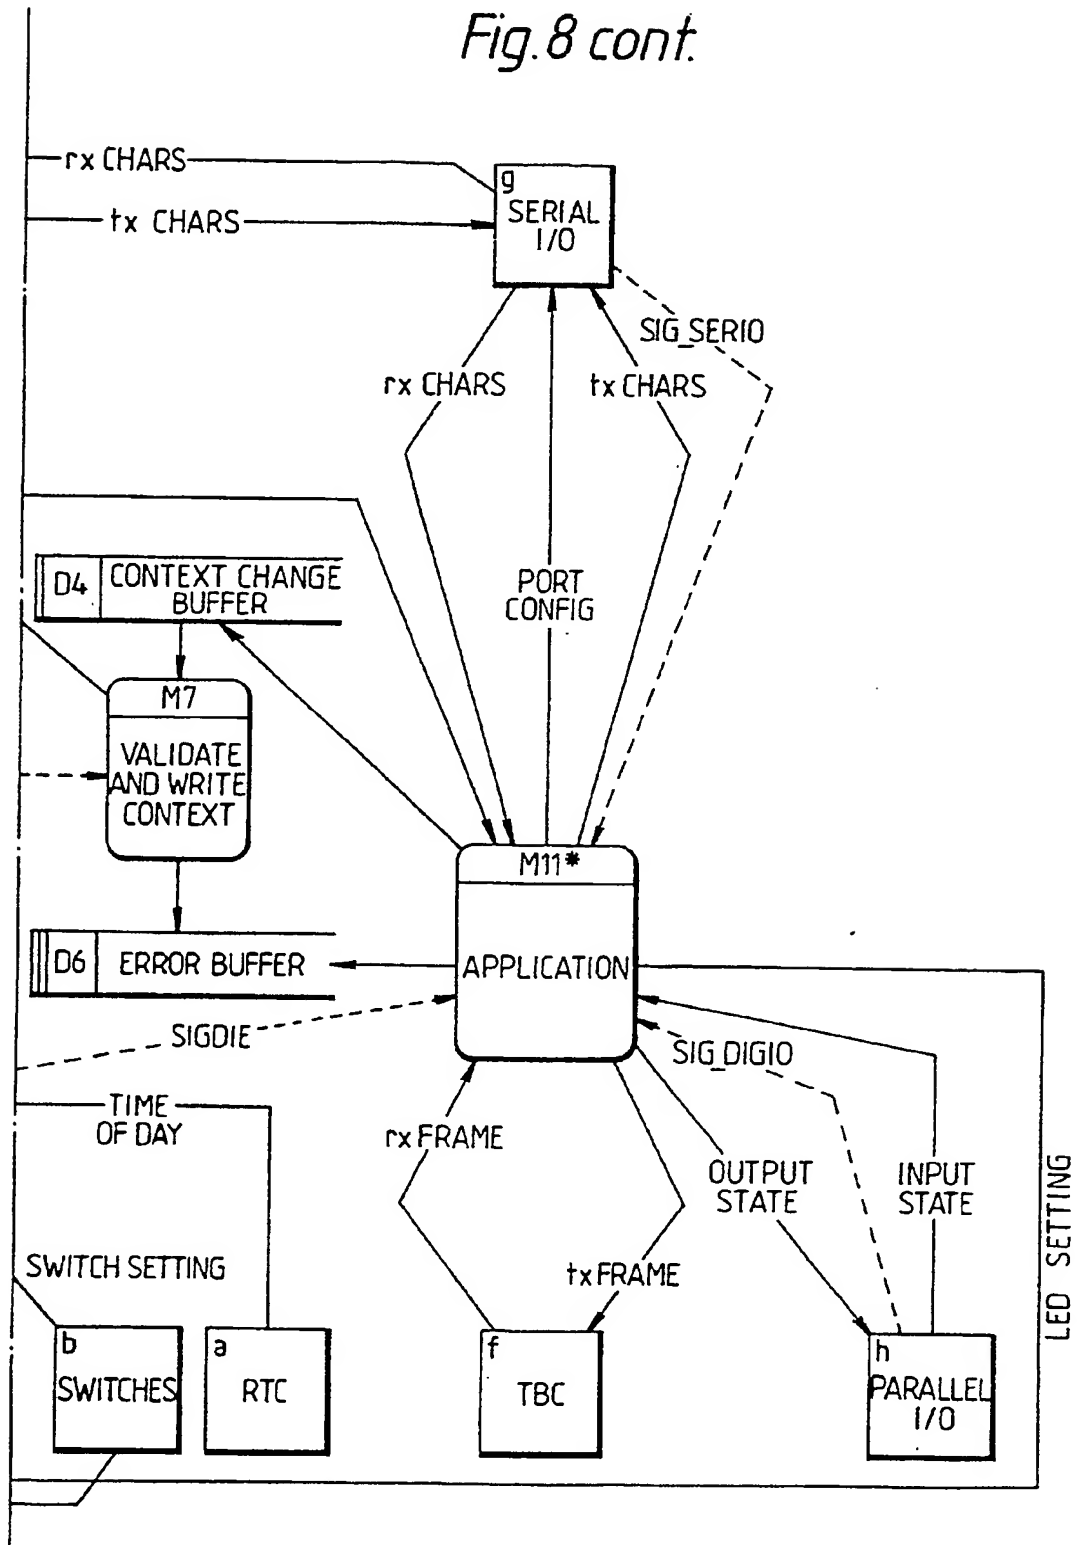 Fig. 8 cont.
rx CHARS
g
SERIAL
I/O
tx CHARS
SIG_SERIO
rx CHARS
tx CHARS
D4
CONTEXT CHANGE
BUFFER
PORT
CONFIG
M7
VALIDATE
AND WRITE
CONTEXT
M11*
APPLICATION
D6
ERROR BUFFER
SIGDIE
SIG_DIGIO
TIME
OF DAY
rx FRAME
OUTPUT
STATE
INPUT
STATE
LED SETTING
SWITCH SETTING
tx FRAME
b
SWITCHES
a
RTC
f
TBC
h
PARALLEL
I/O